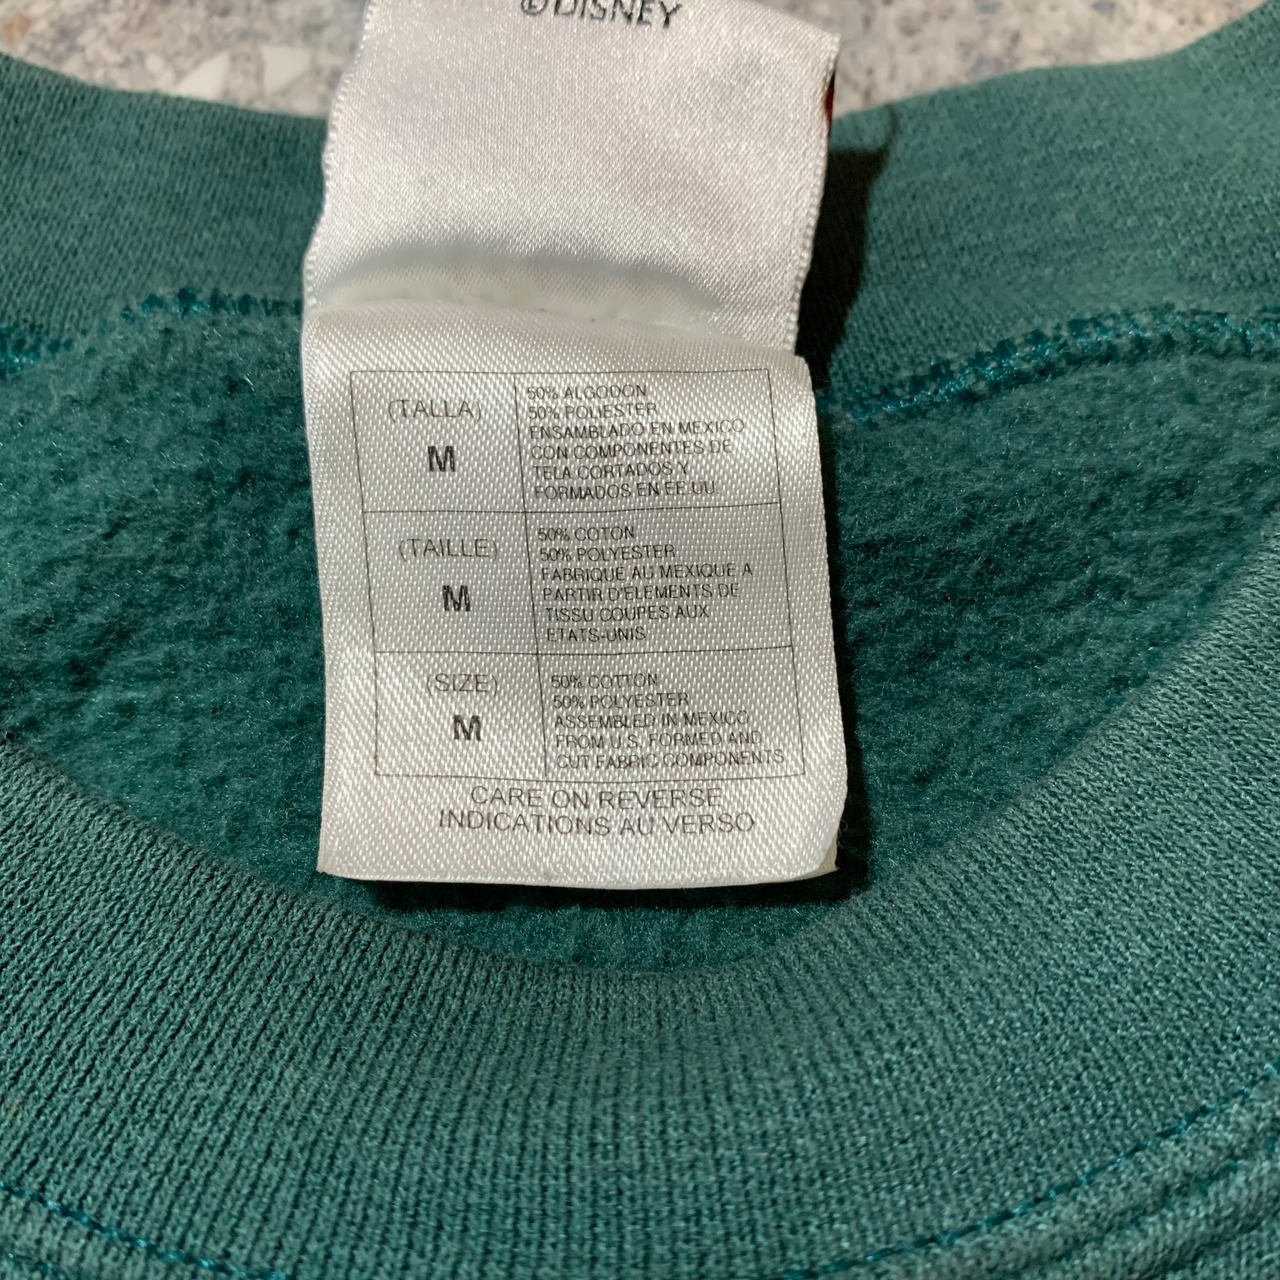 ©DISNEY
(TALLA)
M
50% ALGODON
50% POLIESTER
ENSAMBLADO EN MEXICO
CON COMPONENTES DE
TELA CORTADOS Y
FORMADOS EN EE.UU.
(TAILLE)
M
50% COTON
50% POLYESTER
FABRIQUE AU MEXIQUE A
PARTIR D'ELEMENTS DE
TISSU COUPES AUX
ETATS-UNIS
(SIZE)
M
50% COTTON
50% POLYESTER
ASSEMBLED IN MEXICO
FROM U.S. FORMED AND
CUT FABRIC COMPONENTS
CARE ON REVERSE
INDICATIONS AU VERSO